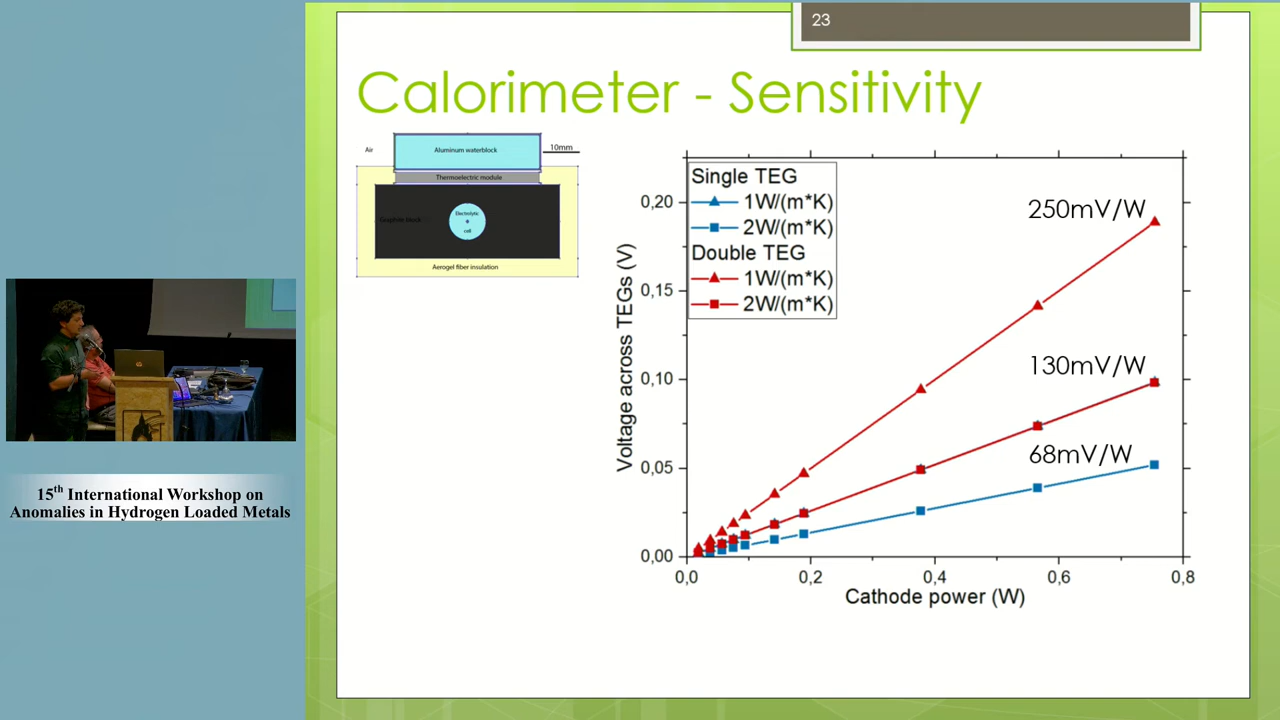 23
Calorimeter - Sensitivity
Air
Aluminum waterblock
10mm
Thermoelectric module
Graphite block
Electrolytic
cell
Aerogel fiber insulation
Single TEG
1W/(m*K)
2W/(m*K)
Double TEG
1W/(m*K)
2W/(m*K)
250mV/W
130mV/W
68mV/W
0,20
0,15
0,10
0,05
0,00
Voltage across TEGs (V)
0,0
0,2
0,4
0,6
0,8
Cathode power (W)
15th International Workshop on
Anomalies in Hydrogen Loaded Metals